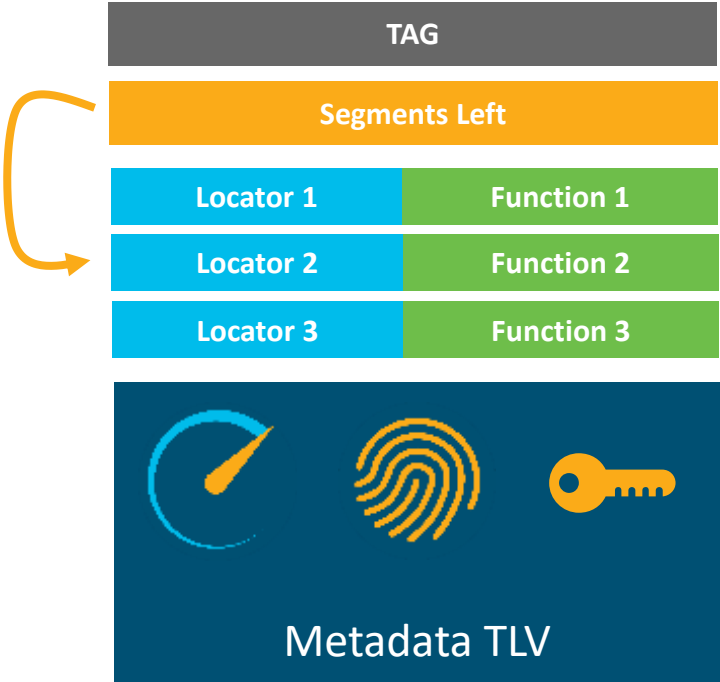 TAG
Segments Left
Locator 1 Function 1
Locator 2 Function 2
Locator 3 Function 3
Metadata TLV